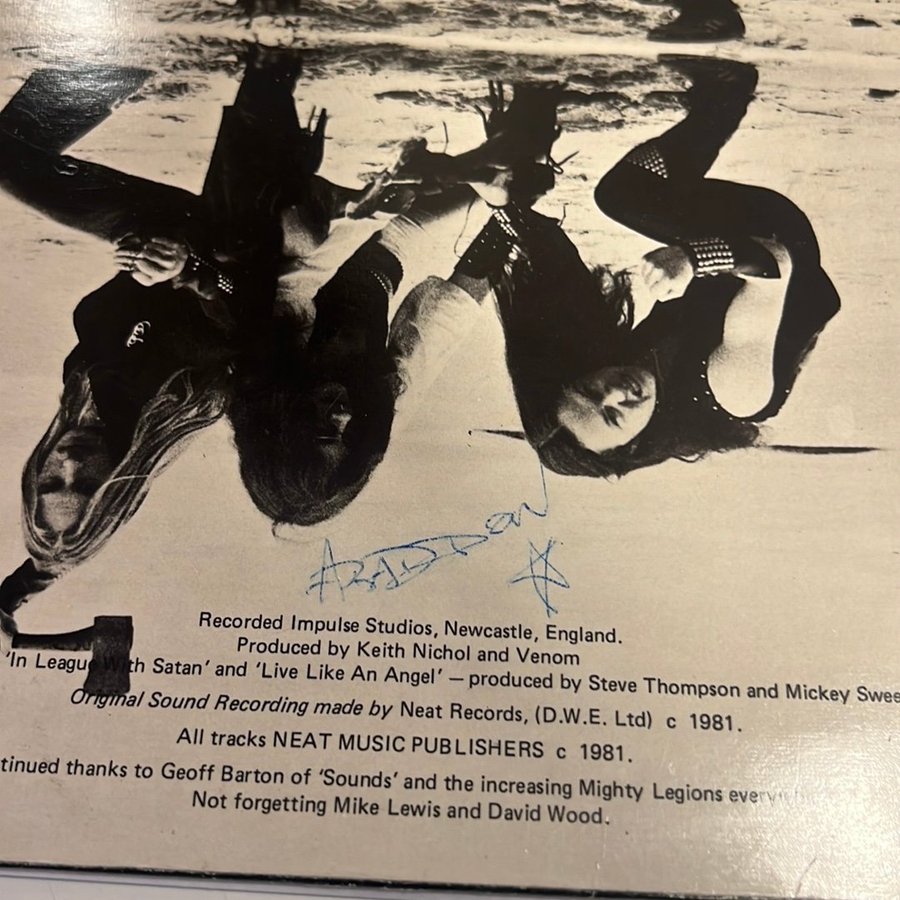 ABADDON
Recorded Impulse Studios, Newcastle, England.
Produced by Keith Nichol and Venom
'In League With Satan' and 'Live Like An Angel' — produced by Steve Thompson and Mickey Swee
Original Sound Recording made by Neat Records, (D.W.E. Ltd) c 1981.
All tracks NEAT MUSIC PUBLISHERS c 1981.
tinued thanks to Geoff Barton of 'Sounds' and the increasing Mighty Legions
Not forgetting Mike Lewis and David Wood.